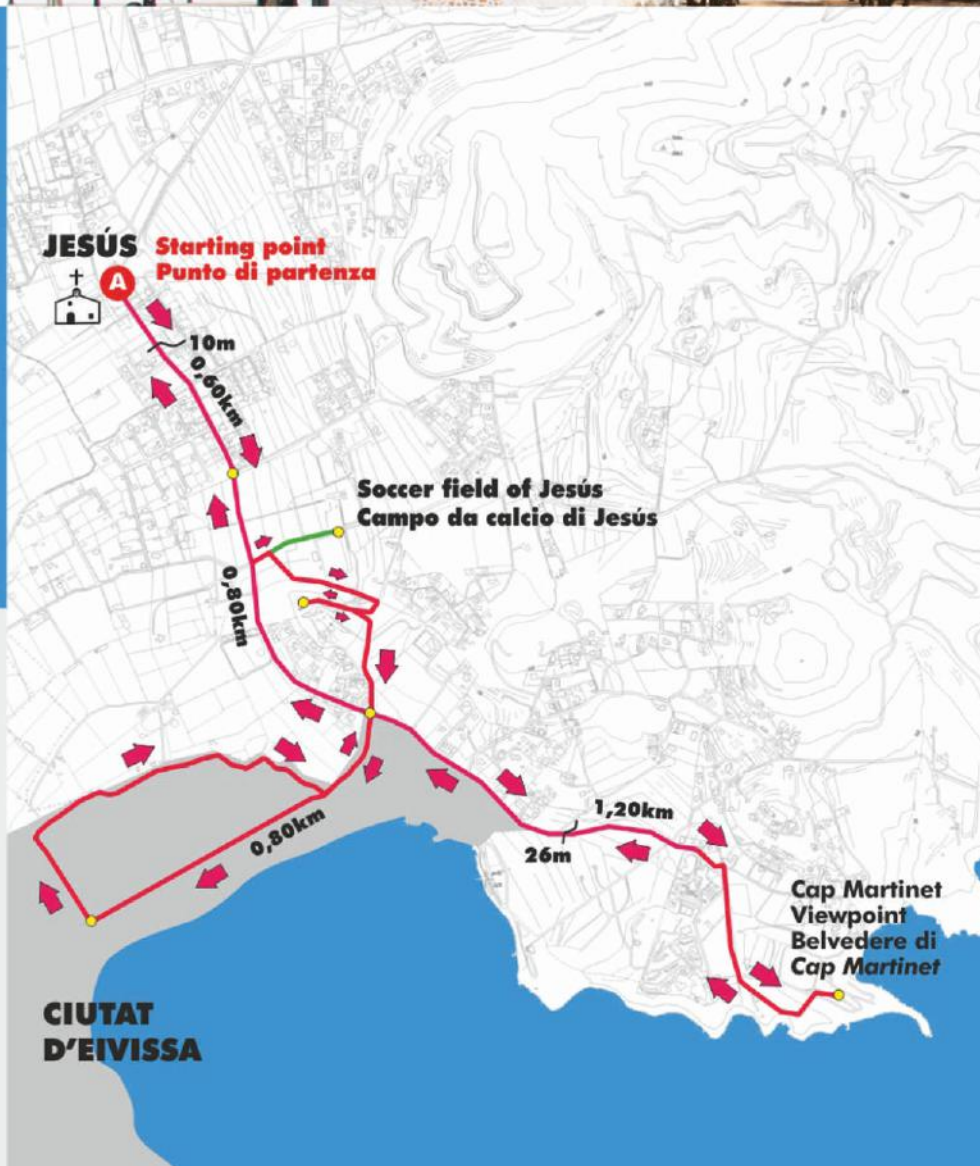 JESÚS
Starting point
Punto di partenza
A
10m
0,60km
Soccer field of Jesús
Campo da calcio di Jesús
0,80km
0,80km
1,20km
26m
Cap Martinet
Viewpoint
Belvedere di
Cap Martinet
CIUTAT
D'EIVISSA